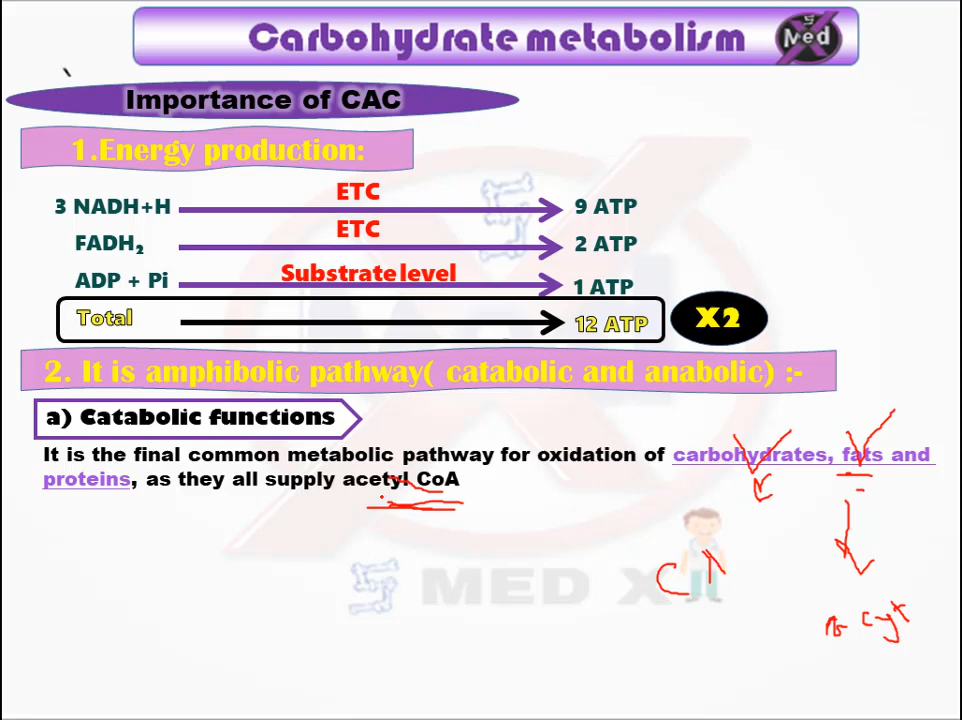 Carbohydrate metabolism
Med
Importance of CAC
1.Energy production:
3 NADH+H ETC 9 ATP
FADH₂ ETC 2 ATP
ADP + Pi Substrate level 1 ATP
Total 12 ATP X2
2. It is amphibolic pathway( catabolic and anabolic) :-
a) Catabolic functions
It is the final common metabolic pathway for oxidation of carbohydrates, fats and
proteins, as they all supply acetyl CoA
MED X
cyt